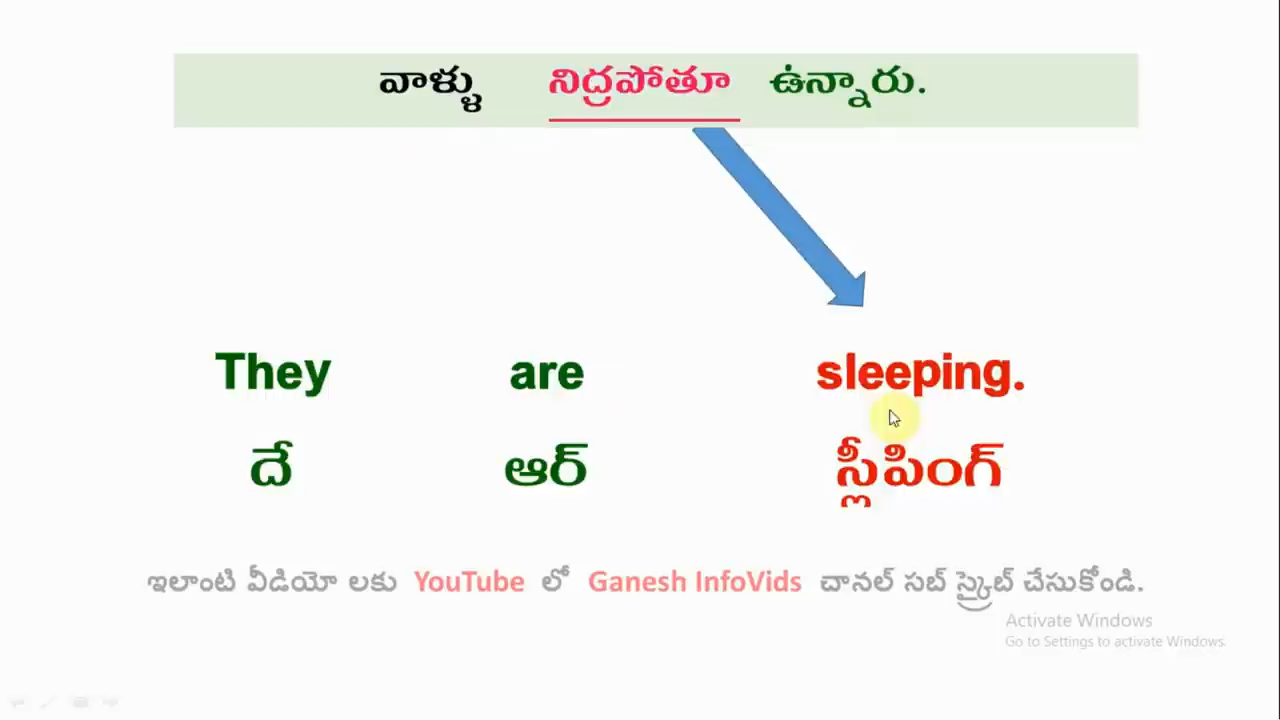 వాళ్ళు నిద్రపోతూ ఉన్నారు.
They are sleeping.
దే ఆర్ స్లీపింగ్
ఇలాంటి వీడియో లకు YouTube లో Ganesh InfoVids చానల్ సబ్ స్క్రైబ్ చేసుకోండి.
Activate Windows
Go to Settings to activate Windows.